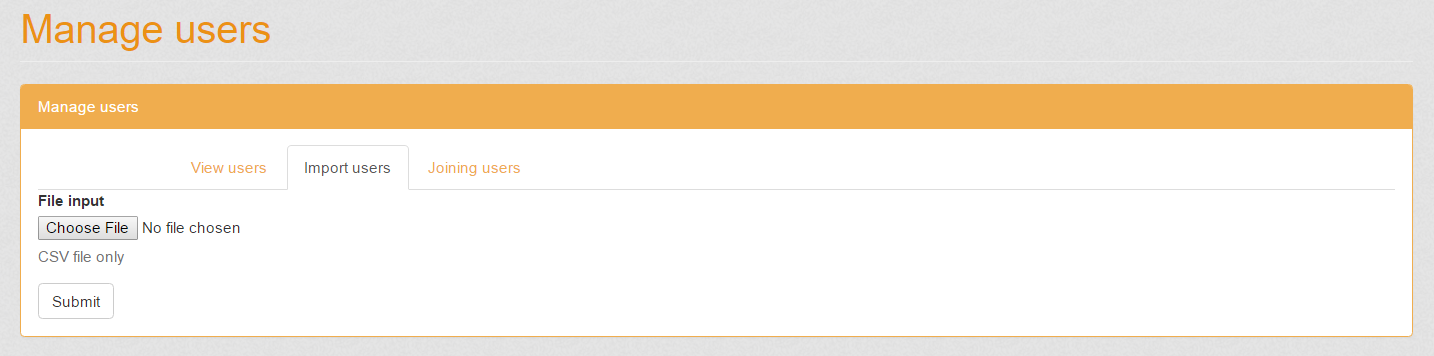 Manage users
Manage users
View users Import users Joining users
File input
Choose File No file chosen
CSV file only
Submit